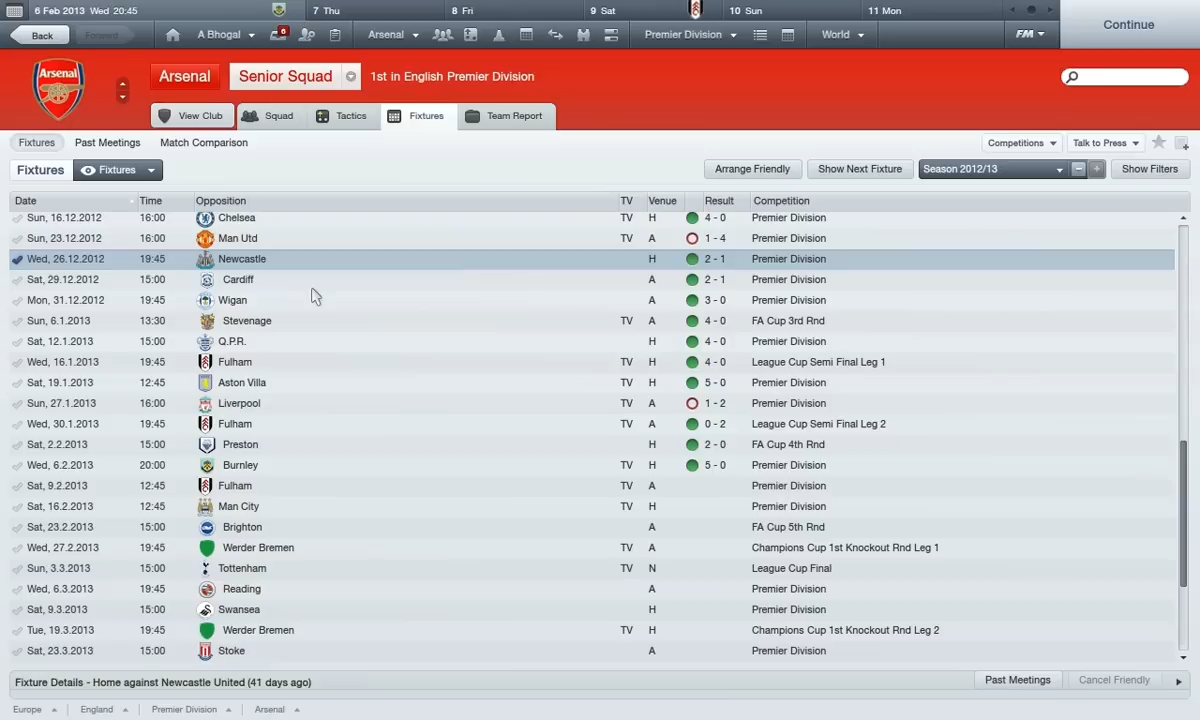 6 Feb 2013 Wed 20:45 7 Thu 8 Fri 9 Sat 10 Sun 11 Mon Continue
Back Forward 6 A Bhogal Arsenal Premier Division World FM
Arsenal Arsenal Senior Squad 1st in English Premier Division
View Club Squad Tactics Fixtures Team Report
Fixtures Past Meetings Match Comparison Competitions Talk to Press
Fixtures Fixtures Arrange Friendly Show Next Fixture Season 2012/13 Show Filters
Date Time Opposition TV Venue Result Competition
Sun, 16.12.2012 16:00 Chelsea TV H 4 - 0 Premier Division
Sun, 23.12.2012 16:00 Man Utd TV A 1 - 4 Premier Division
Wed, 26.12.2012 19:45 Newcastle H 2 - 1 Premier Division
Sat, 29.12.2012 15:00 Cardiff A 2 - 1 Premier Division
Mon, 31.12.2012 19:45 Wigan A 3 - 0 Premier Division
Sun, 6.1.2013 13:30 Stevenage TV A 4 - 0 FA Cup 3rd Rnd
Sat, 12.1.2013 15:00 Q.P.R. H 4 - 0 Premier Division
Wed, 16.1.2013 19:45 Fulham TV H 4 - 0 League Cup Semi Final Leg 1
Sat, 19.1.2013 12:45 Aston Villa TV H 5 - 0 Premier Division
Sun, 27.1.2013 16:00 Liverpool TV A 1 - 2 Premier Division
Wed, 30.1.2013 19:45 Fulham TV A 0 - 2 League Cup Semi Final Leg 2
Sat, 2.2.2013 15:00 Preston H 2 - 0 FA Cup 4th Rnd
Wed, 6.2.2013 20:00 Burnley TV H 5 - 0 Premier Division
Sat, 9.2.2013 12:45 Fulham TV A Premier Division
Sat, 16.2.2013 12:45 Man City TV H Premier Division
Sat, 23.2.2013 15:00 Brighton A FA Cup 5th Rnd
Wed, 27.2.2013 19:45 Werder Bremen TV A Champions Cup 1st Knockout Rnd Leg 1
Sun, 3.3.2013 15:00 Tottenham TV N League Cup Final
Wed, 6.3.2013 19:45 Reading A Premier Division
Sat, 9.3.2013 15:00 Swansea H Premier Division
Tue, 19.3.2013 19:45 Werder Bremen TV H Champions Cup 1st Knockout Rnd Leg 2
Sat, 23.3.2013 15:00 Stoke A Premier Division
Fixture Details - Home against Newcastle United (41 days ago) Past Meetings Cancel Friendly
Europe England Premier Division Arsenal